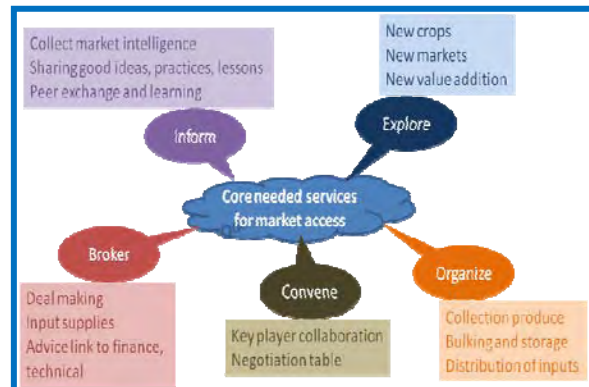 Collect market intelligence
Sharing good ideas, practices, lessons
Peer exchange and learning
New crops
New markets
New value addition
Inform
Explore
Core needed services
for market access
Broker
Convene
Organize
Deal making
Input supplies
Advice link to finance,
technical
Key player collaboration
Negotiation table
Collection produce
Bulking and storage
Distribution of inputs